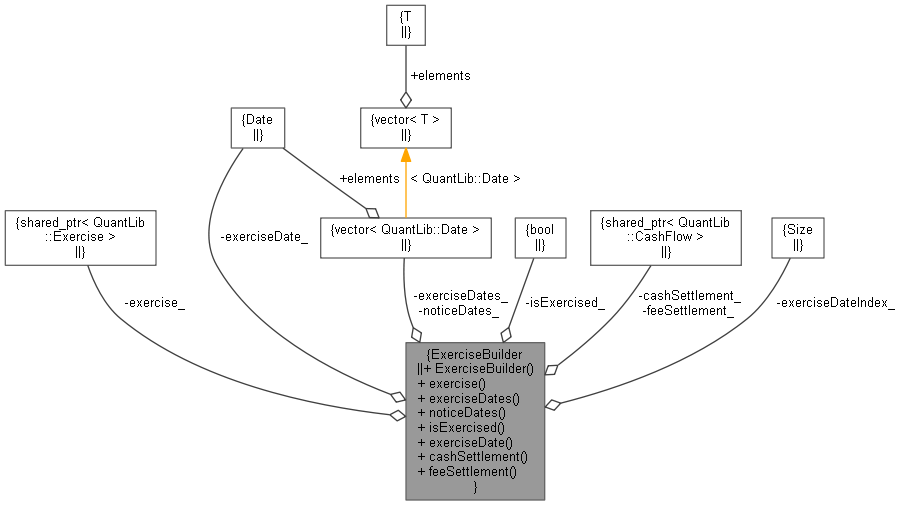 {T
||}
+elements
{Date
||}
{vector< T >
||}
+elements
< QuantLib::Date >
{shared_ptr< QuantLib
::Exercise >
||}
-exerciseDate_
{vector< QuantLib::Date >
||}
{bool
||}
{shared_ptr< QuantLib
::CashFlow >
||}
{Size
||}
-exercise_
-exerciseDates_
-noticeDates_
-isExercised_
-cashSettlement_
-feeSettlement_
-exerciseDateIndex_
{ExerciseBuilder
||+ ExerciseBuilder()
+ exercise()
+ exerciseDates()
+ noticeDates()
+ isExercised()
+ exerciseDate()
+ cashSettlement()
+ feeSettlement()
}